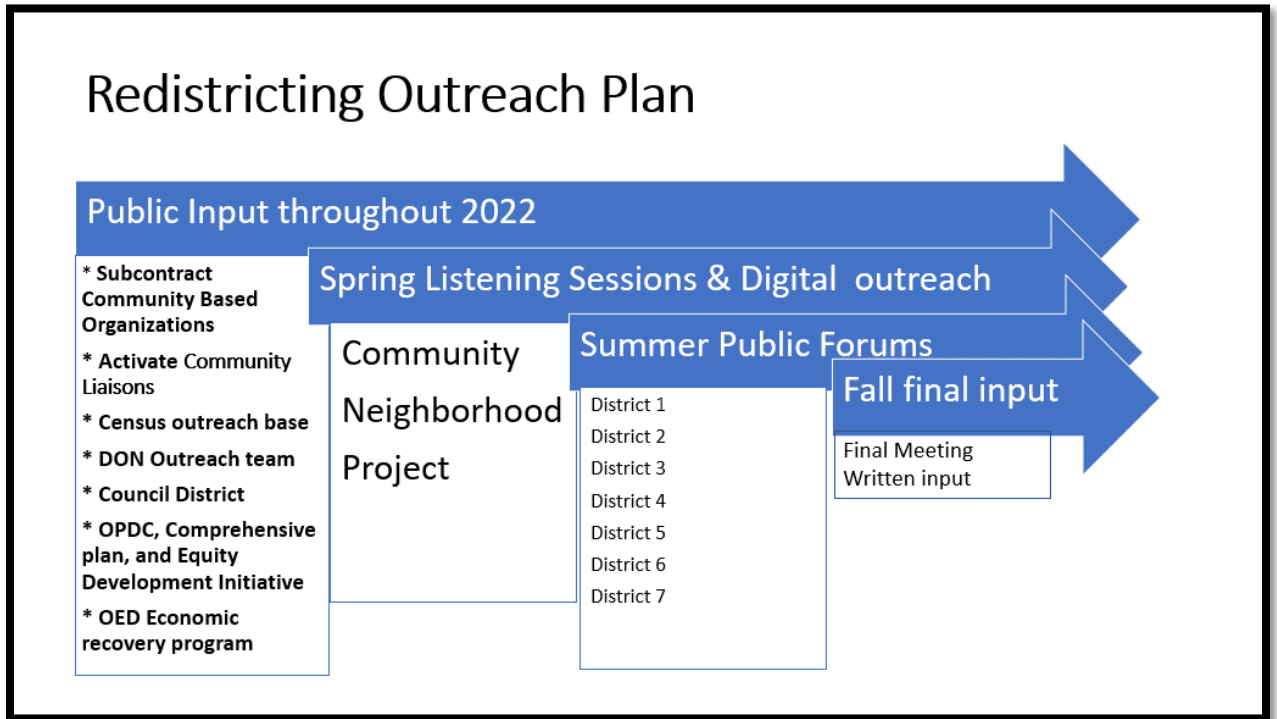 Redistricting Outreach Plan
Public Input throughout 2022
* Subcontract
Community Based
Organizations
* Activate Community
Liaisons
* Census outreach base
* DON Outreach team
* Council District
* OPDC, Comprehensive
plan, and Equity
Development Initiative
* OED Economic
recovery program
Spring Listening Sessions & Digital  outreach
Community
Neighborhood
Project
Summer Public Forums
District 1
District 2
District 3
District 4
District 5
District 6
District 7
Fall final input
Final Meeting
Written input